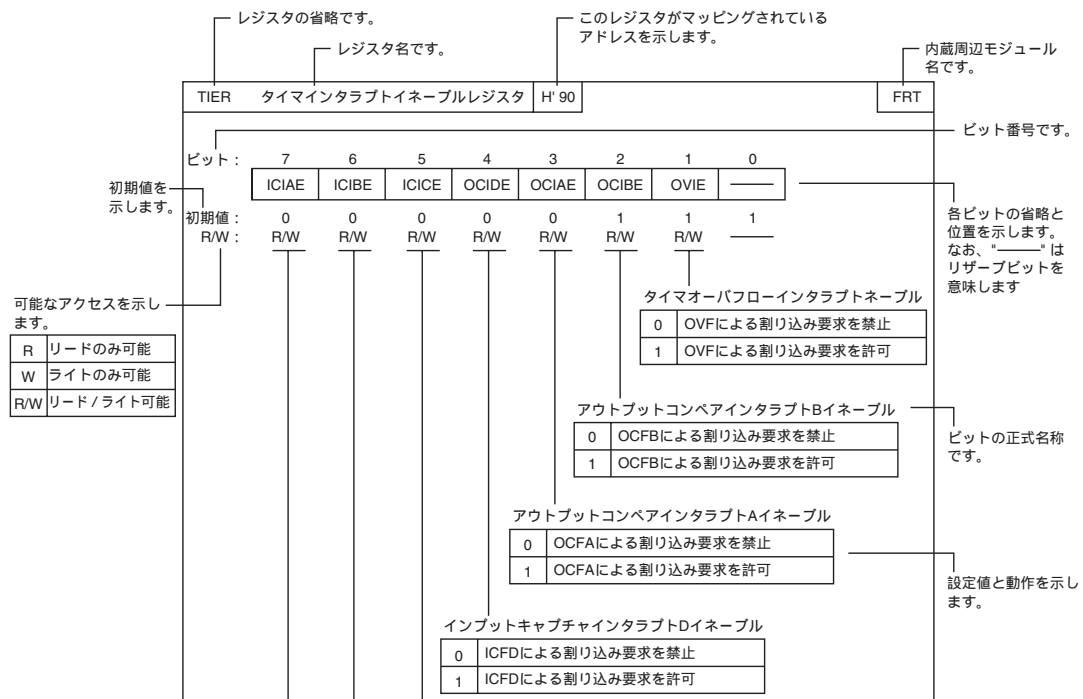 レジスタの省略です。
レジスタ名です。
このレジスタがマッピングされている
アドレスを示します。
内蔵周辺モジュール
名です。
TIER タイマインタラプトイネーブルレジスタ H' 90 FRT
ビット番号です。
ビット : 7 6 5 4 3 2 1 0
ICIAE ICIBE ICICE OCIDE OCIAE OCIBE OVIE ———
初期値を
示します。
初期値 : 0 0 0 0 0 1 1 1
R/W : R/W R/W R/W R/W R/W R/W R/W ———
各ビットの省略と
位置を示します。
なお、"———" は
リザーブビットを
意味します
可能なアクセスを示し
ます。
R リードのみ可能
W ライトのみ可能
R/W リード / ライト可能
タイマオーバフローインタラプトネーブル
0 OVFによる割り込み要求を禁止
1 OVFによる割り込み要求を許可
アウトプットコンペアインタラプトBイネーブル
0 OCFBによる割り込み要求を禁止
1 OCFBによる割り込み要求を許可
ビットの正式名称
です。
アウトプットコンペアインタラプトAイネーブル
0 OCFAによる割り込み要求を禁止
1 OCFAによる割り込み要求を許可
設定値と動作を示し
ます。
インプットキャプチャインタラプトDイネーブル
0 ICFDによる割り込み要求を禁止
1 ICFDによる割り込み要求を許可